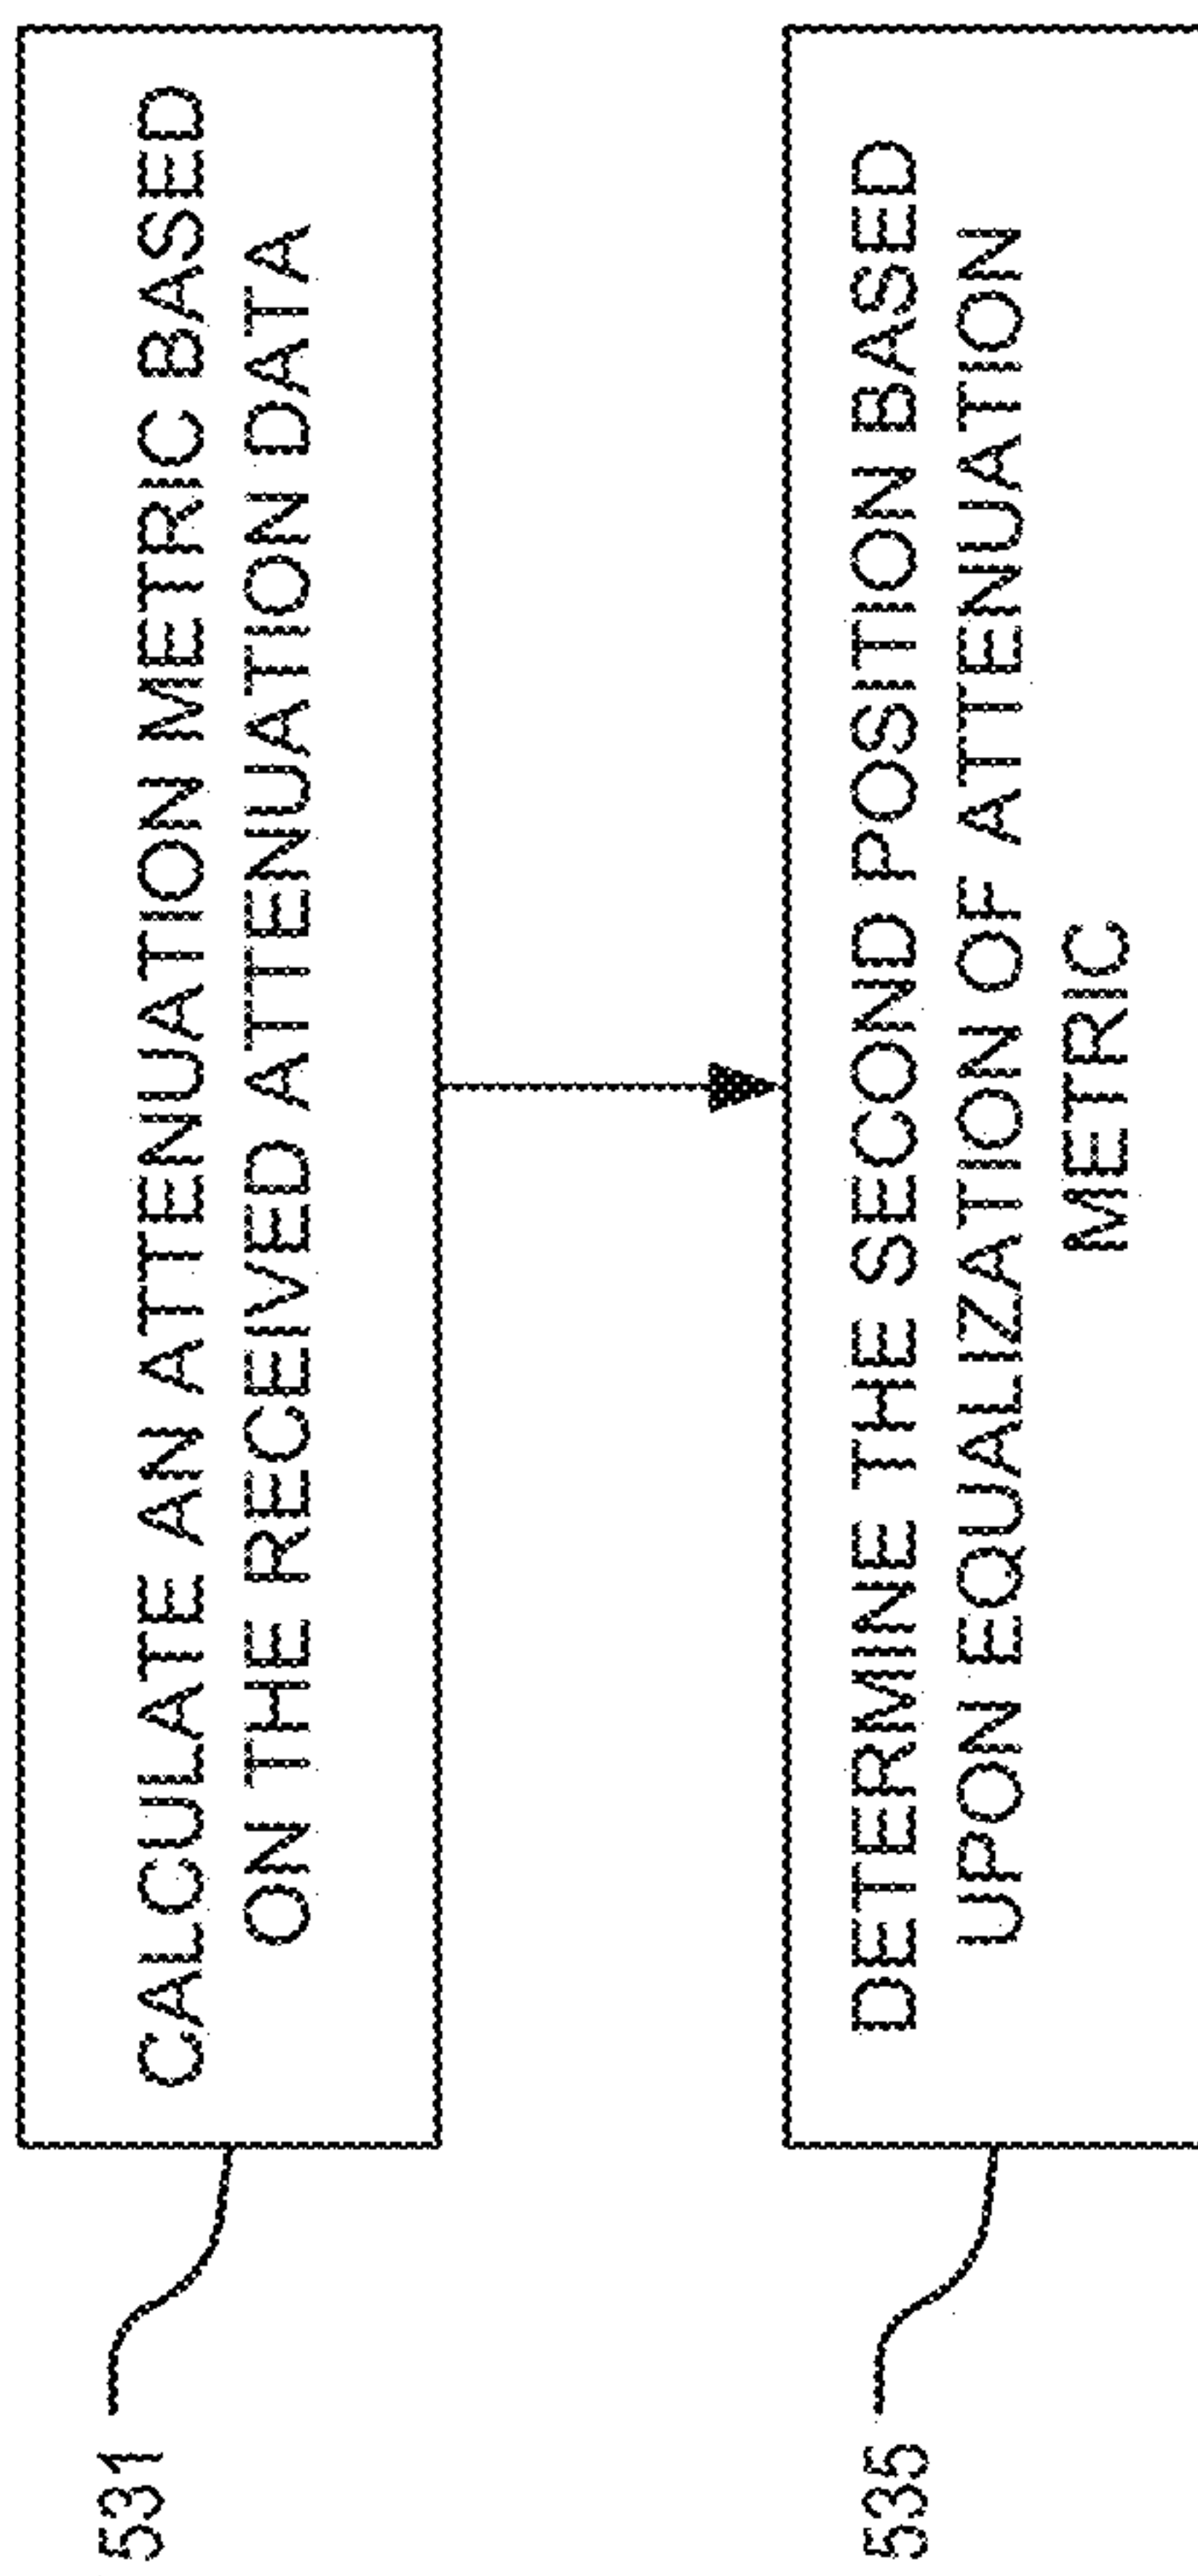 531
CALCULATE AN ATTENUATION METRIC BASED
ON THE RECEIVED ATTENUATION DATA
535
DETERMINE THE SECOND POSITION BASED
UPON EQUALIZATION OF ATTENUATION
METRIC